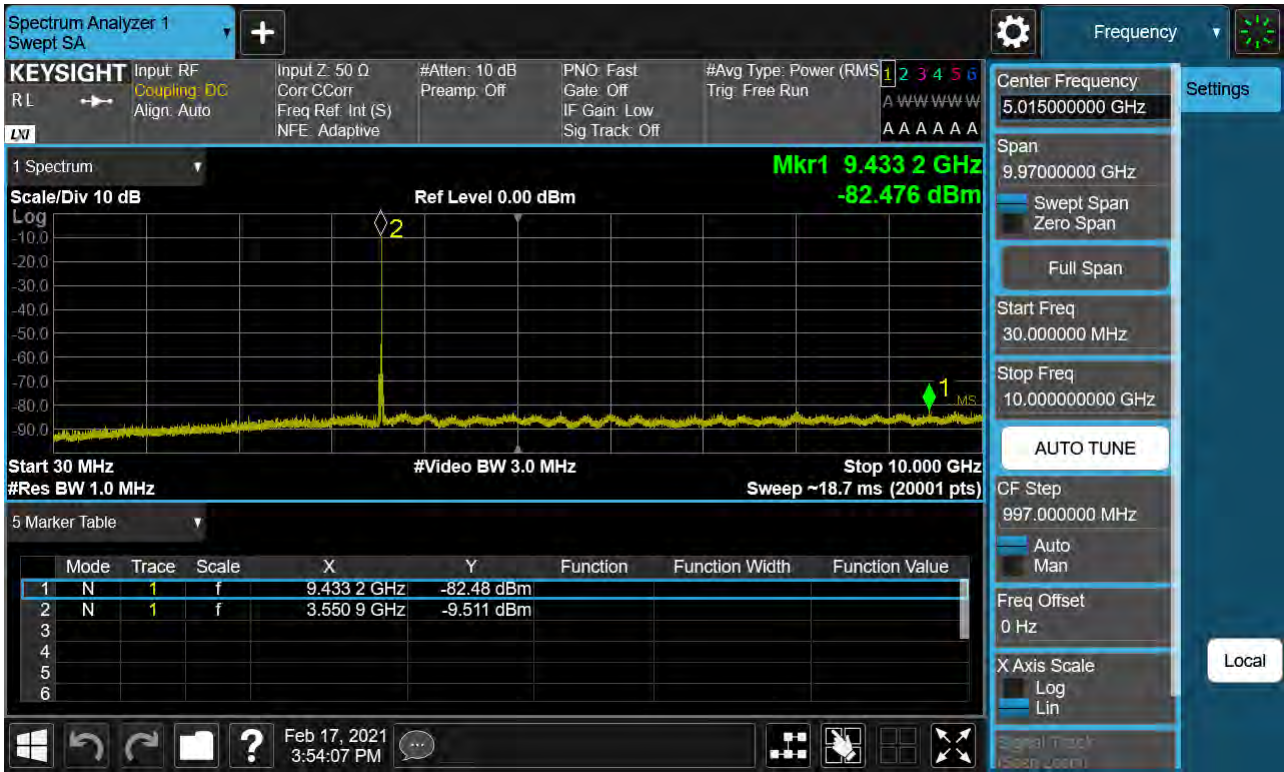 Spectrum Analyzer 1
Swept SA
Frequency
KEYSIGHT
RL
LXI
Input: RF
Coupling: DC
Align: Auto
Input Z: 50 Ω
Corr CCorr
Freq Ref: Int (S)
NFE: Adaptive
#Atten: 10 dB
Preamp: Off
PNO: Fast
Gate: Off
IF Gain: Low
Sig Track: Off
#Avg Type: Power (RMS
Trig: Free Run
1 2 3 4 5 6
A W W W W W
A A A A A A
1 Spectrum
Mkr1 9.433 2 GHz
-82.476 dBm
Scale/Div 10 dB
Ref Level 0.00 dBm
Log
-10.0
-20.0
-30.0
-40.0
-50.0
-60.0
-70.0
-80.0
-90.0
2
1
MS
Start 30 MHz
#Video BW 3.0 MHz
Stop 10.000 GHz
#Res BW 1.0 MHz
Sweep ~18.7 ms (20001 pts)
5 Marker Table
Mode Trace Scale X Y Function Function Width Function Value
1 N 1 f 9.433 2 GHz -82.48 dBm
2 N 1 f 3.550 9 GHz -9.511 dBm
3
4
5
6
Feb 17, 2021
3:54:07 PM
Center Frequency
5.015000000 GHz
Settings
Span
9.97000000 GHz
Swept Span
Zero Span
Full Span
Start Freq
30.000000 MHz
Stop Freq
10.000000000 GHz
AUTO TUNE
CF Step
997.000000 MHz
Auto
Man
Freq Offset
0 Hz
X Axis Scale
Log
Lin
Signal Track
(Span Zoom)
Local